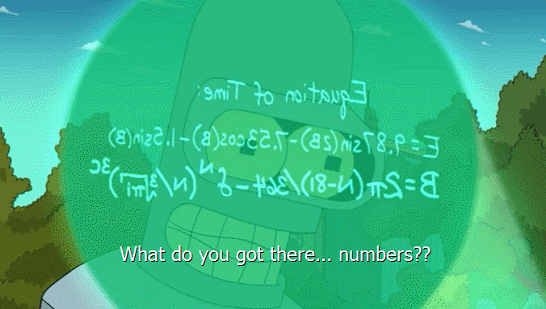 Equation of Time:
E=9.87sin(2B)-7.53cos(B)-1.5sin(B)
B=2π(N-81)/364-
What do you got there... numbers??